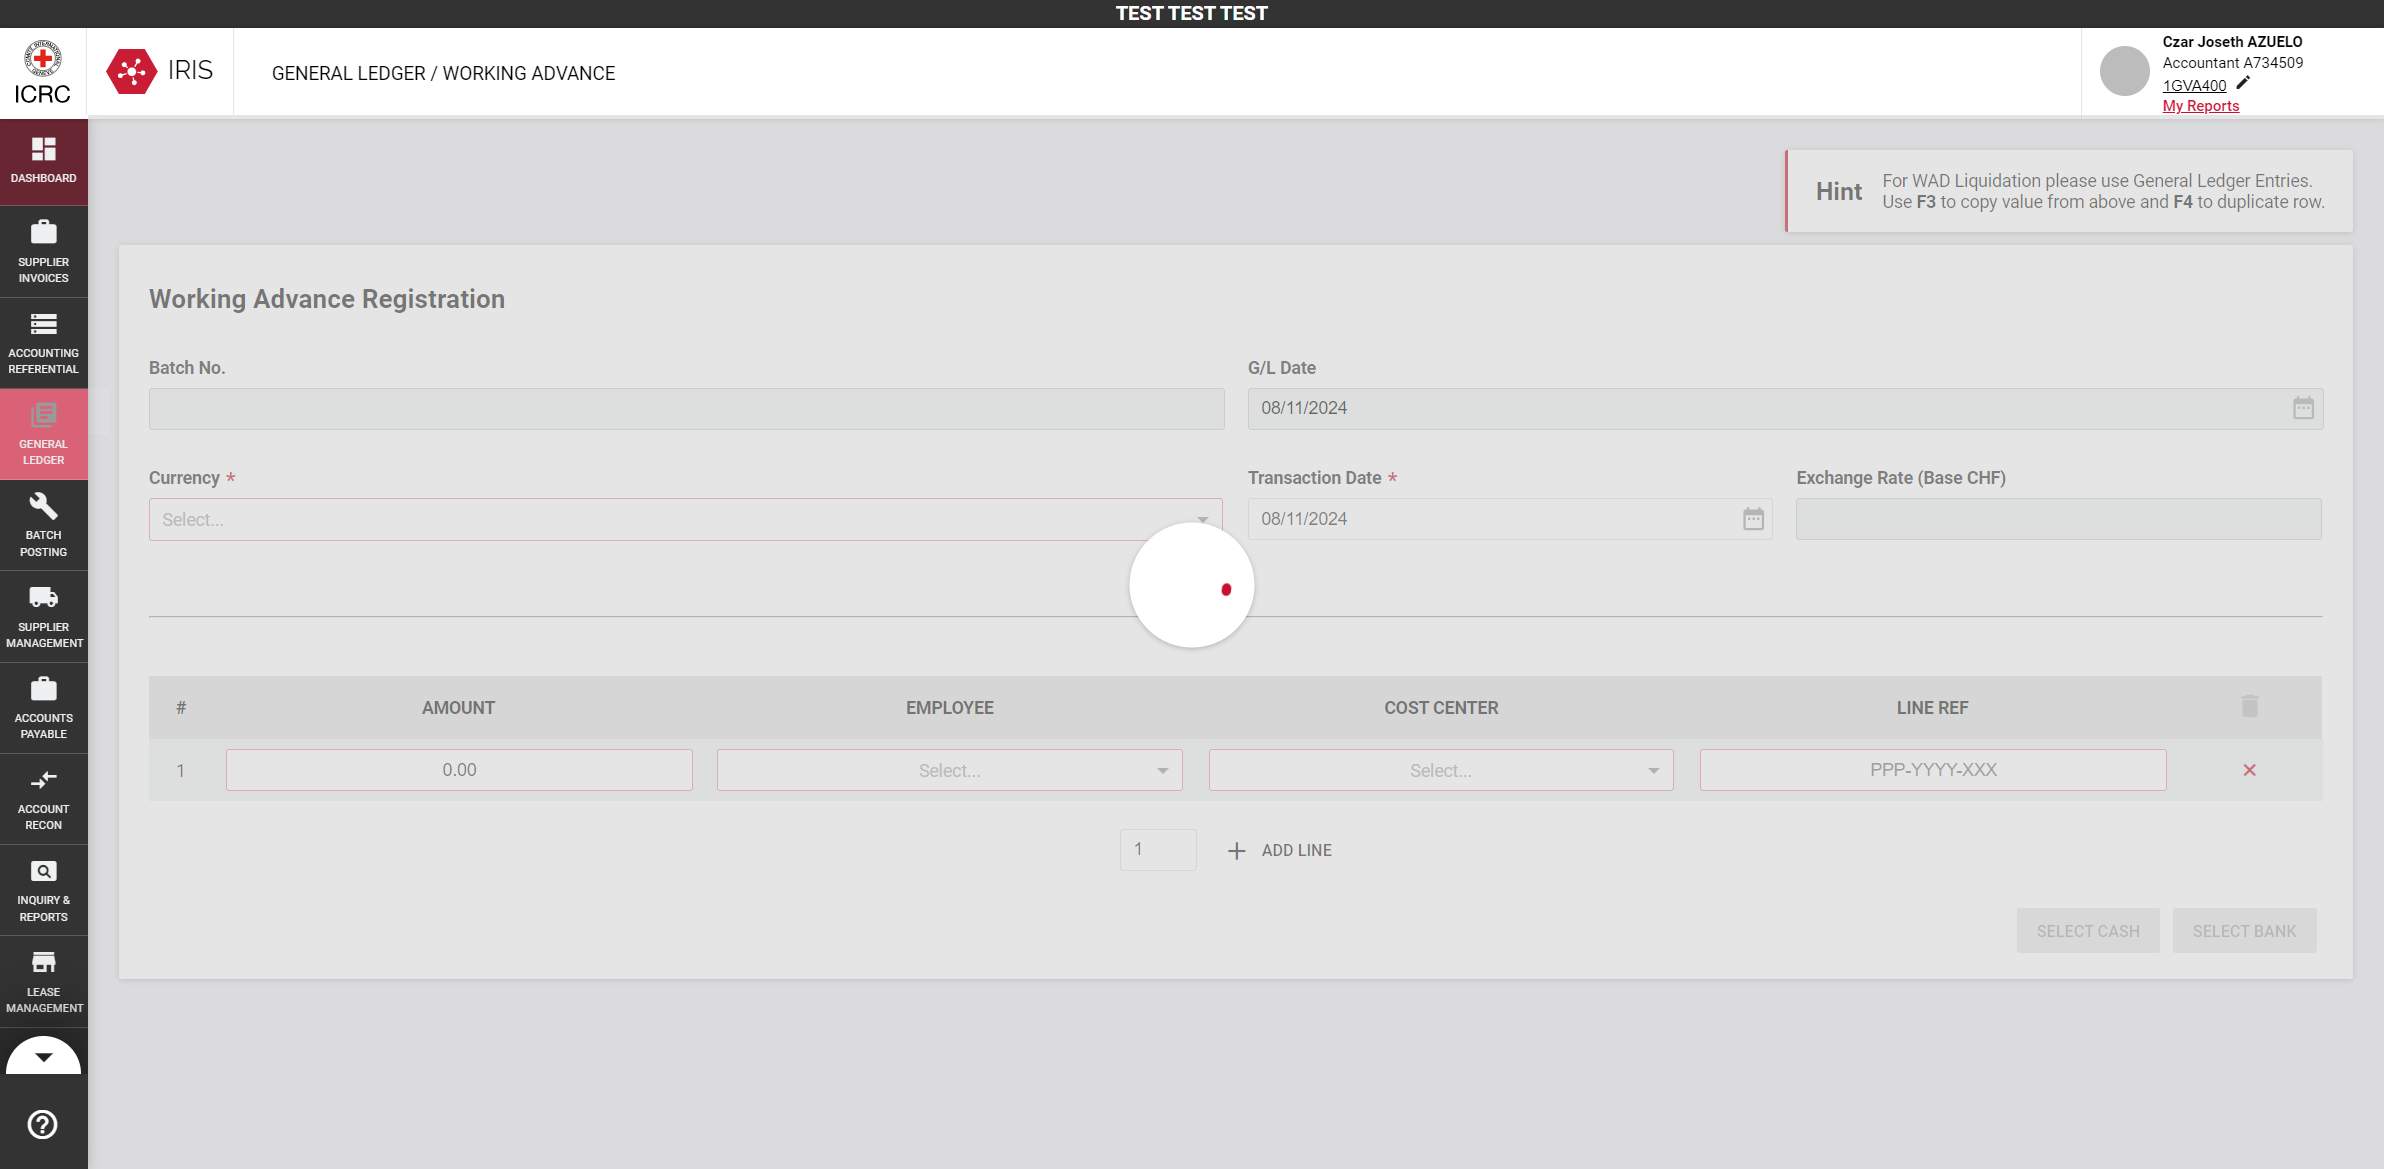 TEST TEST TEST
ICRC
IRIS
GENERAL LEDGER / WORKING ADVANCE
Czar Joseth AZUELO
Accountant A734509
1GVA400
My Reports
DASHBOARD
SUPPLIER
INVOICES
ACCOUNTING
REFERENTIAL
GENERAL
LEDGER
BATCH
POSTING
SUPPLIER
MANAGEMENT
ACCOUNTS
PAYABLE
ACCOUNT
RECON
INQUIRY &
REPORTS
LEASE
MANAGEMENT
Hint
For WAD Liquidation please use General Ledger Entries.
Use F3 to copy value from above and F4 to duplicate row.
Working Advance Registration
Batch No.
G/L Date
08/11/2024
Currency *
Transaction Date *
Exchange Rate (Base CHF)
Select...
08/11/2024
# AMOUNT EMPLOYEE COST CENTER LINE REF
1 0.00 Select... Select... PPP-YYYY-XXX
1 ADD LINE
SELECT CASH SELECT BANK